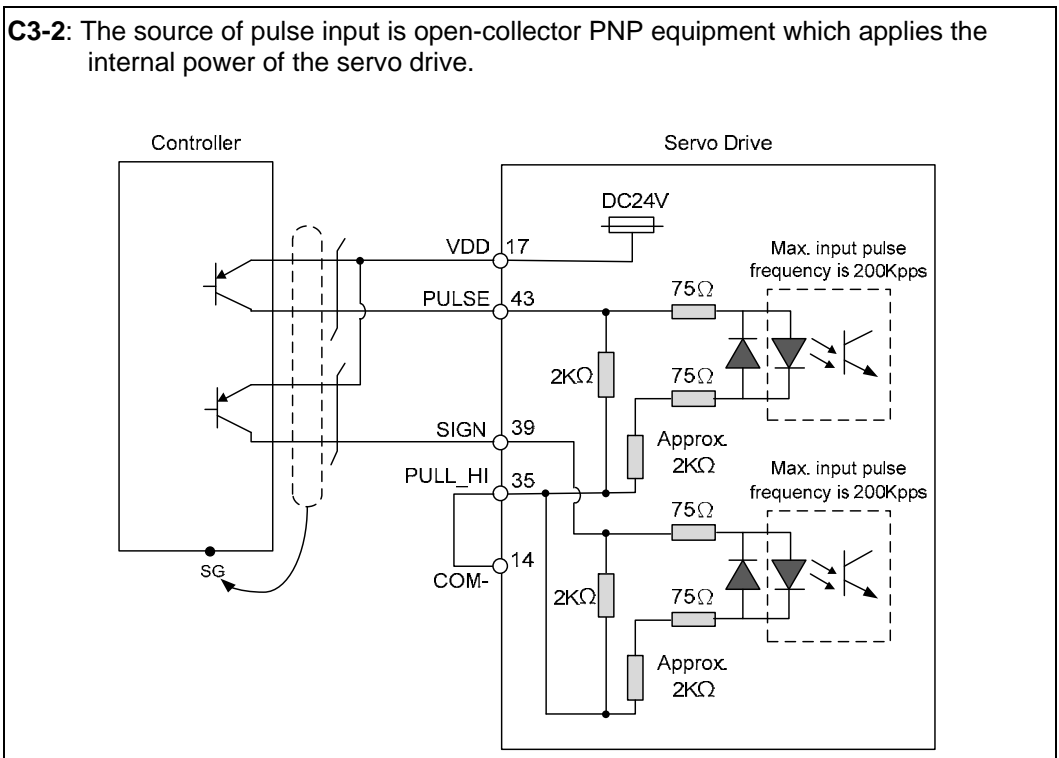 C3-2: The source of pulse input is open-collector PNP equipment which applies the
internal power of the servo drive.
Controller
Servo Drive
DC24V
VDD 17
Max. input pulse
frequency is 200Kpps
75Ω
PULSE 43
2KΩ
75Ω
SIGN 39
Approx.
2KΩ
PULL_HI 35
Max. input pulse
frequency is 200Kpps
75Ω
14
COM-
SG
2KΩ
75Ω
Approx.
2KΩ